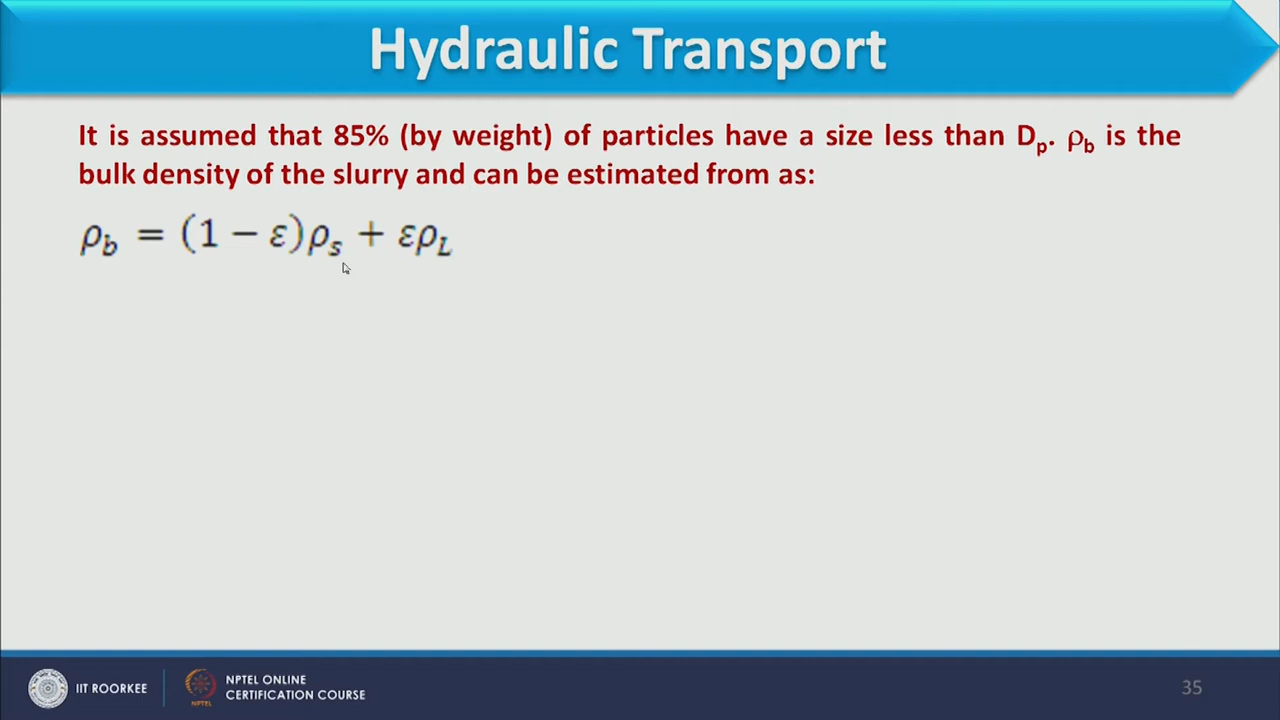 Hydraulic Transport
It is assumed that 85% (by weight) of particles have a size less than Dₚ. ρb is the
bulk density of the slurry and can be estimated from as:
ρb = (1 − ε)ρs + ερL
IIT ROORKEE
NPTEL
NPTEL ONLINE
CERTIFICATION COURSE
35